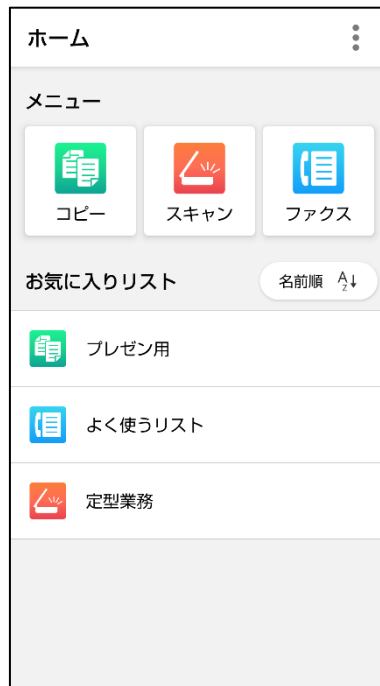 ホーム
メニュー
コピー
スキャン
ファクス
お気に入りリスト
名前順 A Z↓
プレゼン用
よく使うリスト
定型業務